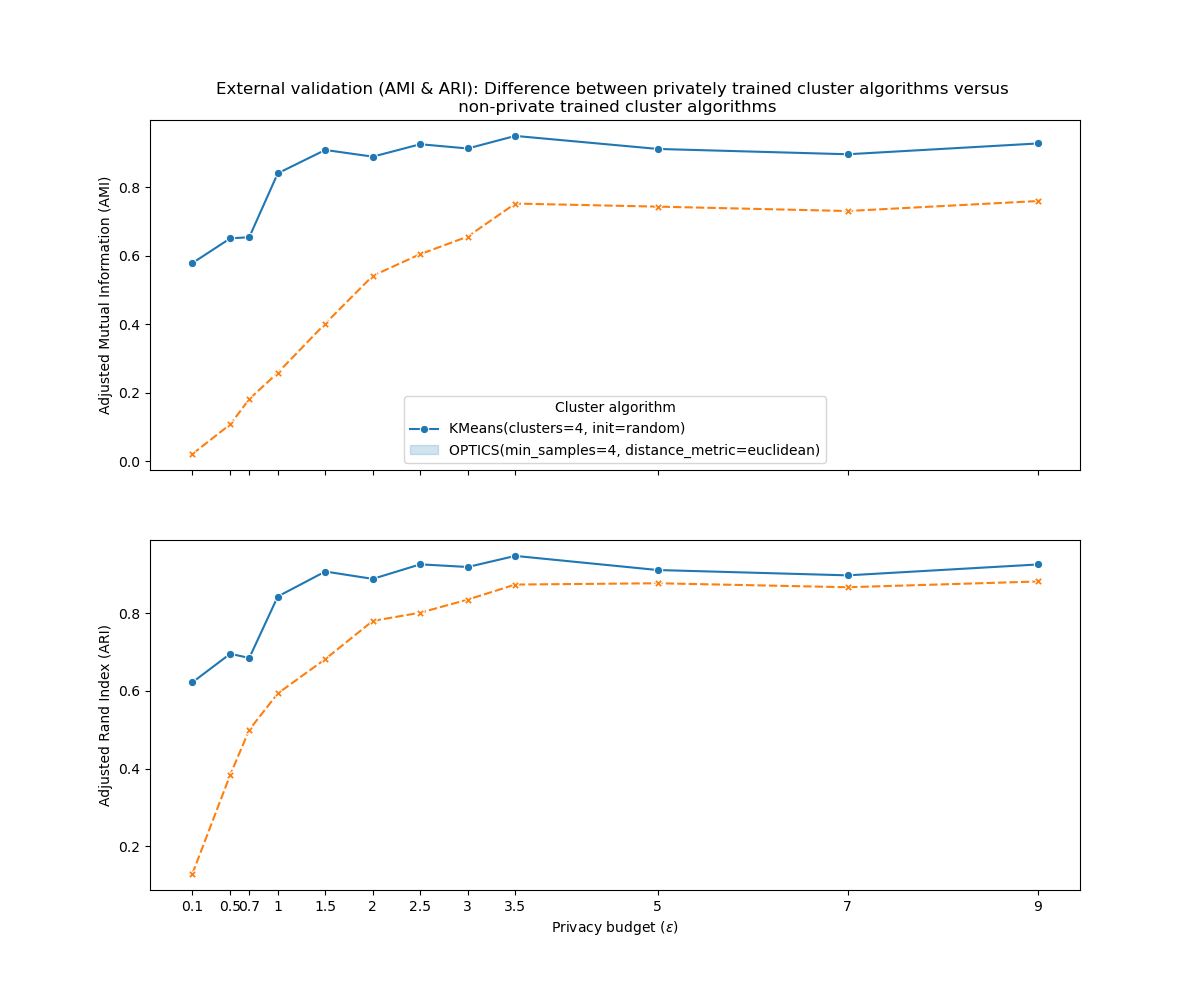 External validation (AMI & ARI): Difference between privately trained cluster algorithms versus
non-private trained cluster algorithms
Adjusted Mutual Information (AMI)
0.8
0.6
0.4
0.2
0.0
Cluster algorithm
KMeans(clusters=4, init=random)
OPTICS(min_samples=4, distance_metric=euclidean)
Adjusted Rand Index (ARI)
0.8
0.6
0.4
0.2
0.1 0.5 0.7 1 1.5 2 2.5 3 3.5 5 7 9
Privacy budget (ε)